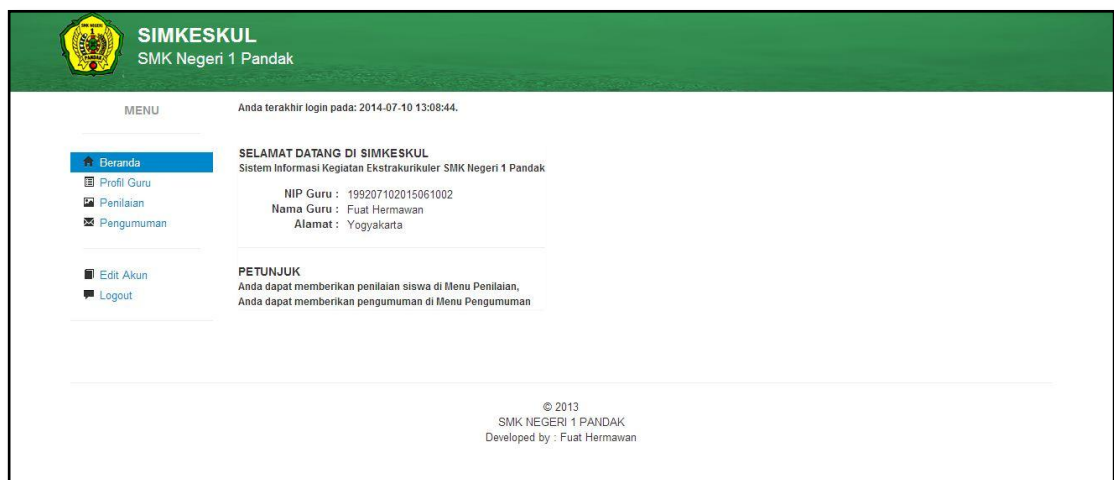 SIMKESKUL
SMK Negeri 1 Pandak
MENU
Beranda
Profil Guru
Penilaian
Pengumuman
Edit Akun
Logout
Anda terakhir login pada: 2014-07-10 13:08:44.
SELAMAT DATANG DI SIMKESKUL
Sistem Informasi Kegiatan Ekstrakurikuler SMK Negeri 1 Pandak
NIP Guru : 199207102015061002
Nama Guru : Fuat Hermawan
Alamat : Yogyakarta
PETUNJUK
Anda dapat memberikan penilaian siswa di Menu Penilaian,
Anda dapat memberikan pengumuman di Menu Pengumuman
© 2013
SMK NEGERI 1 PANDAK
Developed by : Fuat Hermawan